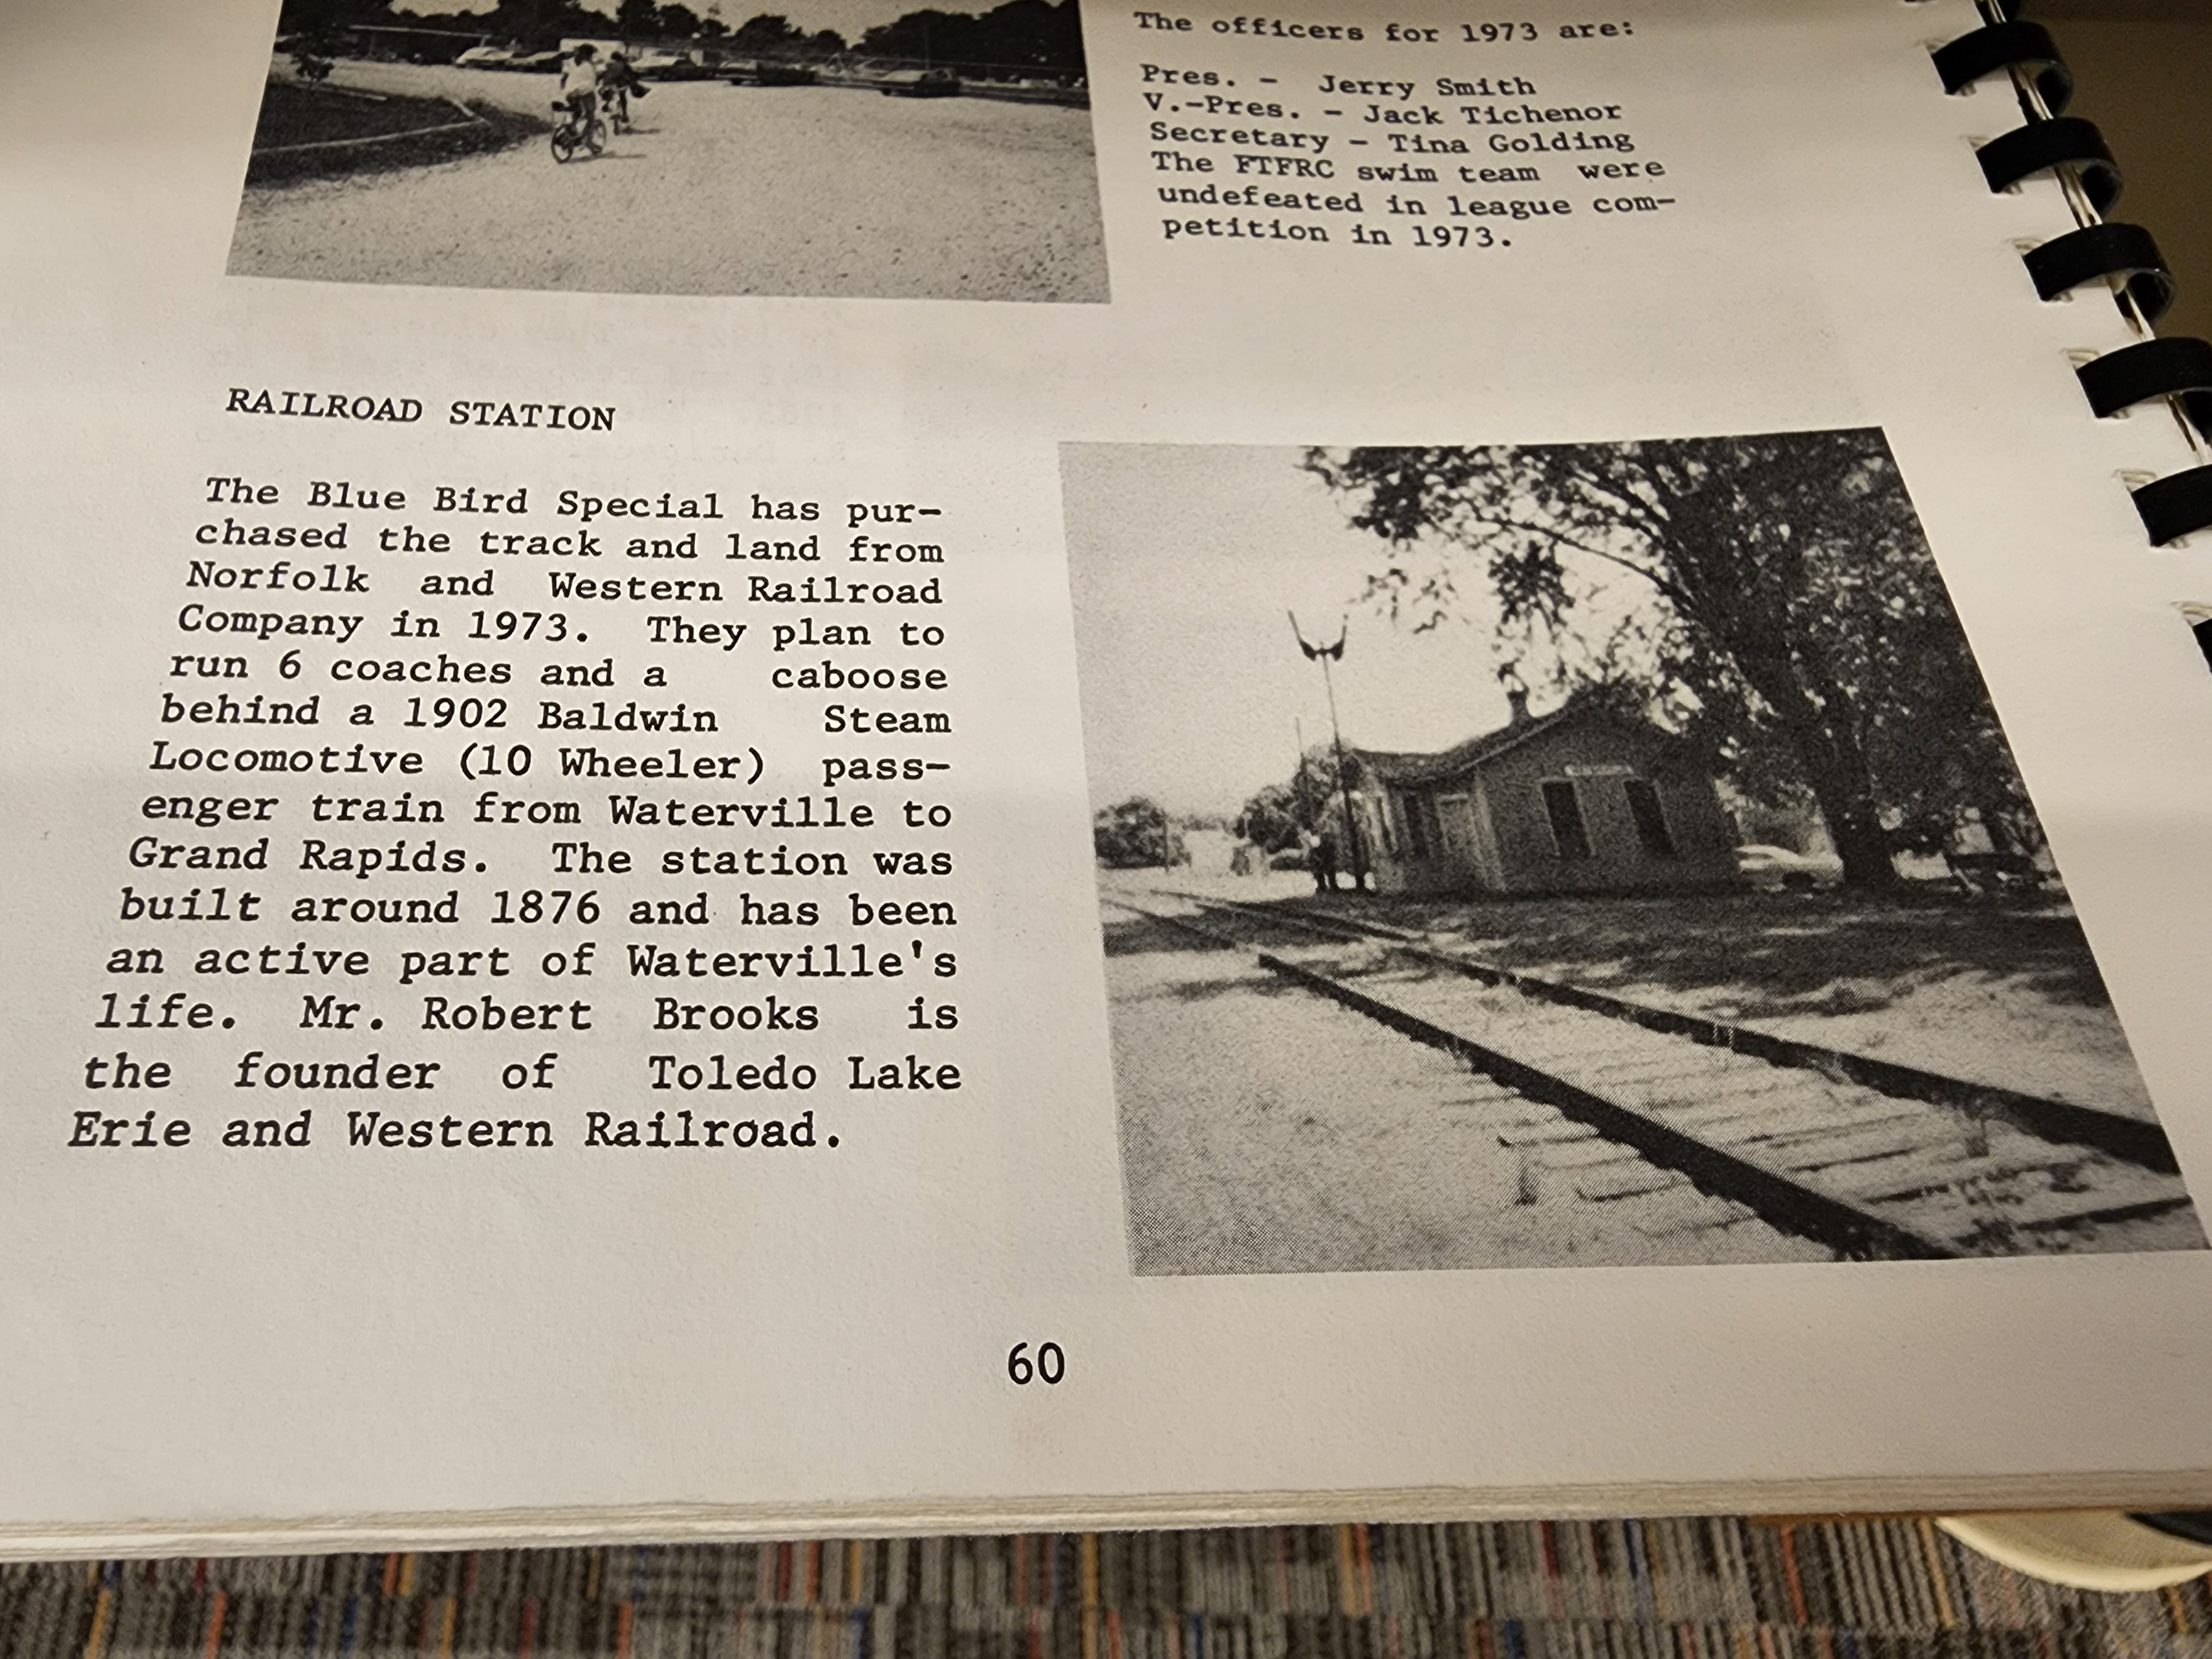 The officers for 1973 are:
Pres. - Jerry Smith
V.-Pres. - Jack Tichenor
Secretary - Tina Golding
The FTFRC swim team were
undefeated in league com-
petition in 1973.
RAILROAD STATION
The Blue Bird Special has pur-
chased the track and land from
Norfolk and Western Railroad
Company in 1973. They plan to
run 6 coaches and a caboose
behind a 1902 Baldwin Steam
Locomotive (10 Wheeler) pass-
enger train from Waterville to
Grand Rapids. The station was
built around 1876 and has been
an active part of Waterville's
life. Mr. Robert Brooks is
the founder of Toledo Lake
Erie and Western Railroad.
60